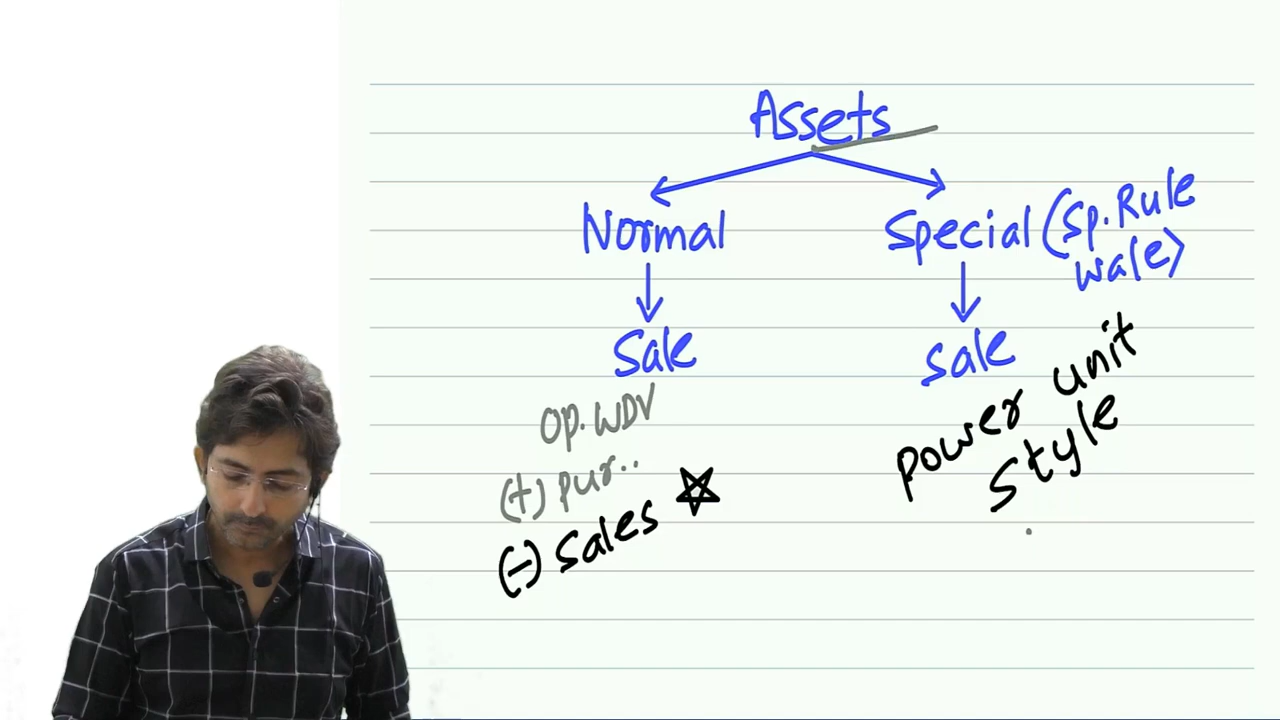 Assets
Normal
Special (Sp. Rule
wale)
Sale
Sale
Op. WDV
(+) pur..
(-) Sales ☆
power unit
style